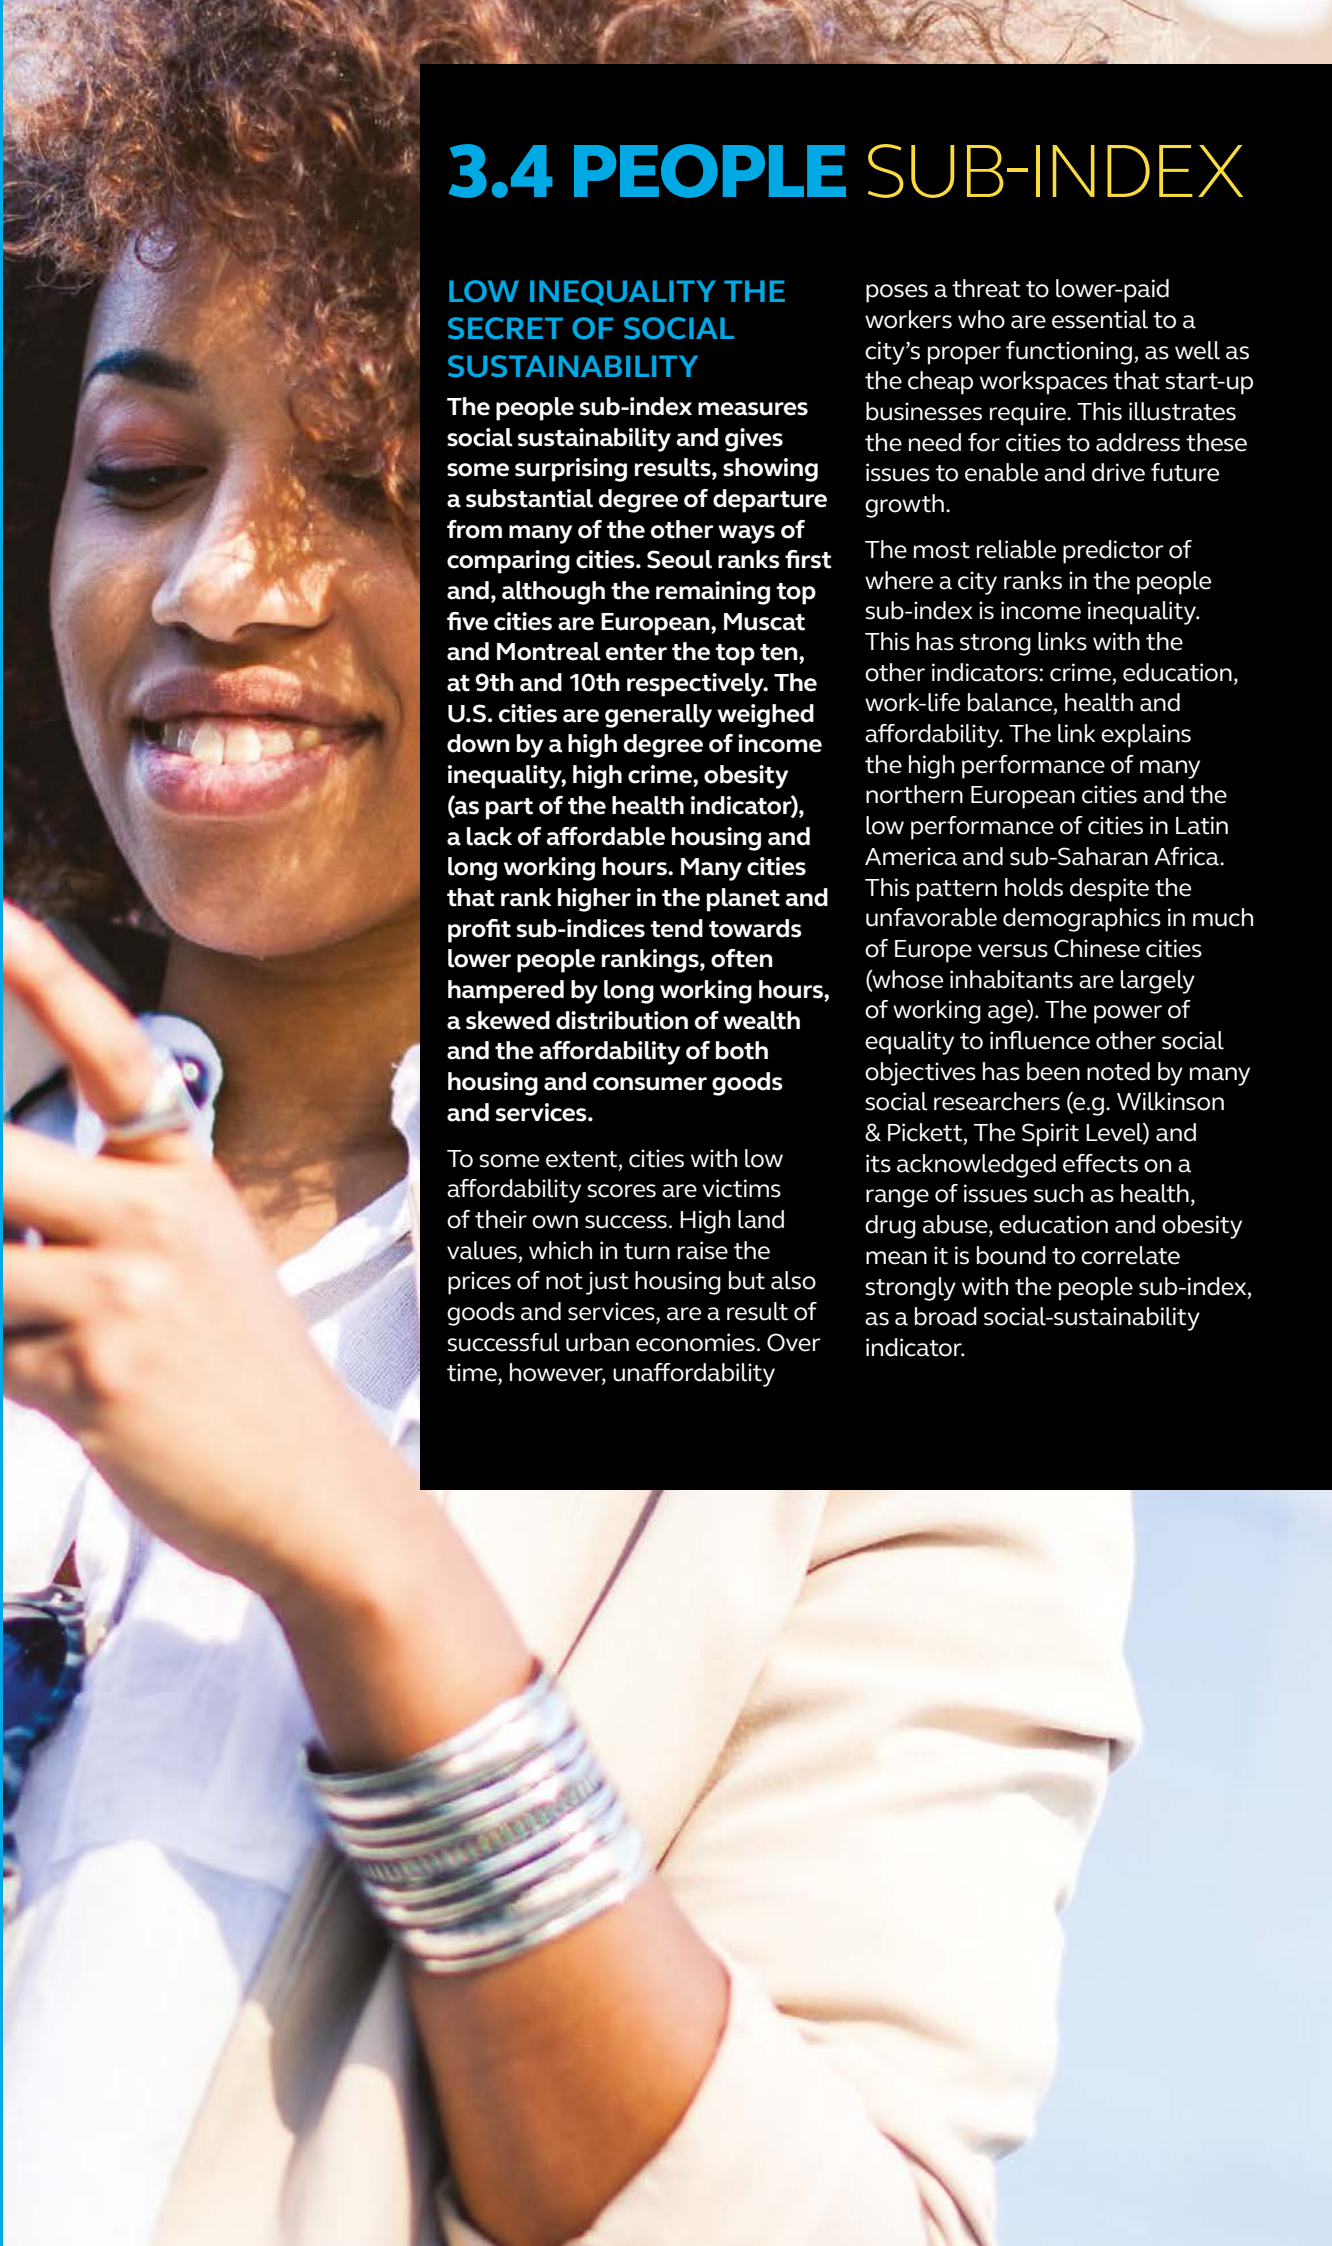 3.4 PEOPLE SUB-INDEX
LOW INEQUALITY THE
SECRET OF SOCIAL
SUSTAINABILITY
The people sub-index measures
social sustainability and gives
some surprising results, showing
a substantial degree of departure
from many of the other ways of
comparing cities. Seoul ranks first
and, although the remaining top
five cities are European, Muscat
and Montreal enter the top ten,
at 9th and 10th respectively. The
U.S. cities are generally weighed
down by a high degree of income
inequality, high crime, obesity
(as part of the health indicator),
a lack of affordable housing and
long working hours. Many cities
that rank higher in the planet and
profit sub-indices tend towards
lower people rankings, often
hampered by long working hours,
a skewed distribution of wealth
and the affordability of both
housing and consumer goods
and services.
To some extent, cities with low
affordability scores are victims
of their own success. High land
values, which in turn raise the
prices of not just housing but also
goods and services, are a result of
successful urban economies. Over
time, however, unaffordability
poses a threat to lower-paid
workers who are essential to a
city’s proper functioning, as well as
the cheap workspaces that start-up
businesses require. This illustrates
the need for cities to address these
issues to enable and drive future
growth.
The most reliable predictor of
where a city ranks in the people
sub-index is income inequality.
This has strong links with the
other indicators: crime, education,
work-life balance, health and
affordability. The link explains
the high performance of many
northern European cities and the
low performance of cities in Latin
America and sub-Saharan Africa.
This pattern holds despite the
unfavorable demographics in much
of Europe versus Chinese cities
(whose inhabitants are largely
of working age). The power of
equality to influence other social
objectives has been noted by many
social researchers (e.g. Wilkinson
& Pickett, The Spirit Level) and
its acknowledged effects on a
range of issues such as health,
drug abuse, education and obesity
mean it is bound to correlate
strongly with the people sub-index,
as a broad social-sustainability
indicator.